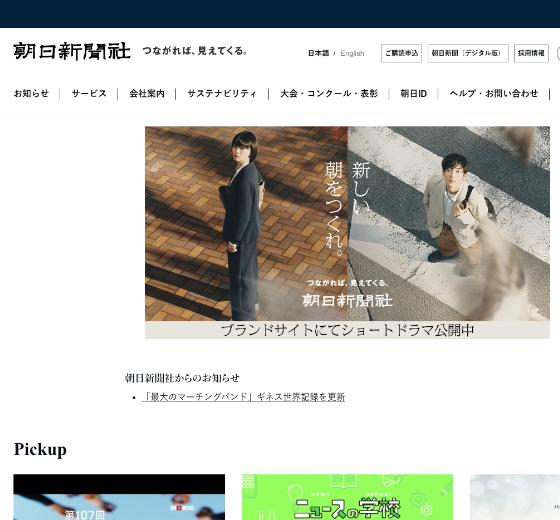 朝日新聞社 つながれば、見えてくる。
日本語 / English ご購読申込 朝日新聞(デジタル版) 採用情報
お知らせ サービス 会社案内 サステナビリティ 大会・コンクール・表彰 朝日ID ヘルプ・お問い合わせ
新しい
朝をつくれ。
つながれば、見えてくる。
朝日新聞社
ブランドサイトにてショートドラマ公開中
朝日新聞社からのお知らせ
「最大のマーチングバンド」ギネス世界記録を更新
Pickup
第107回
news school
ニュースの学校